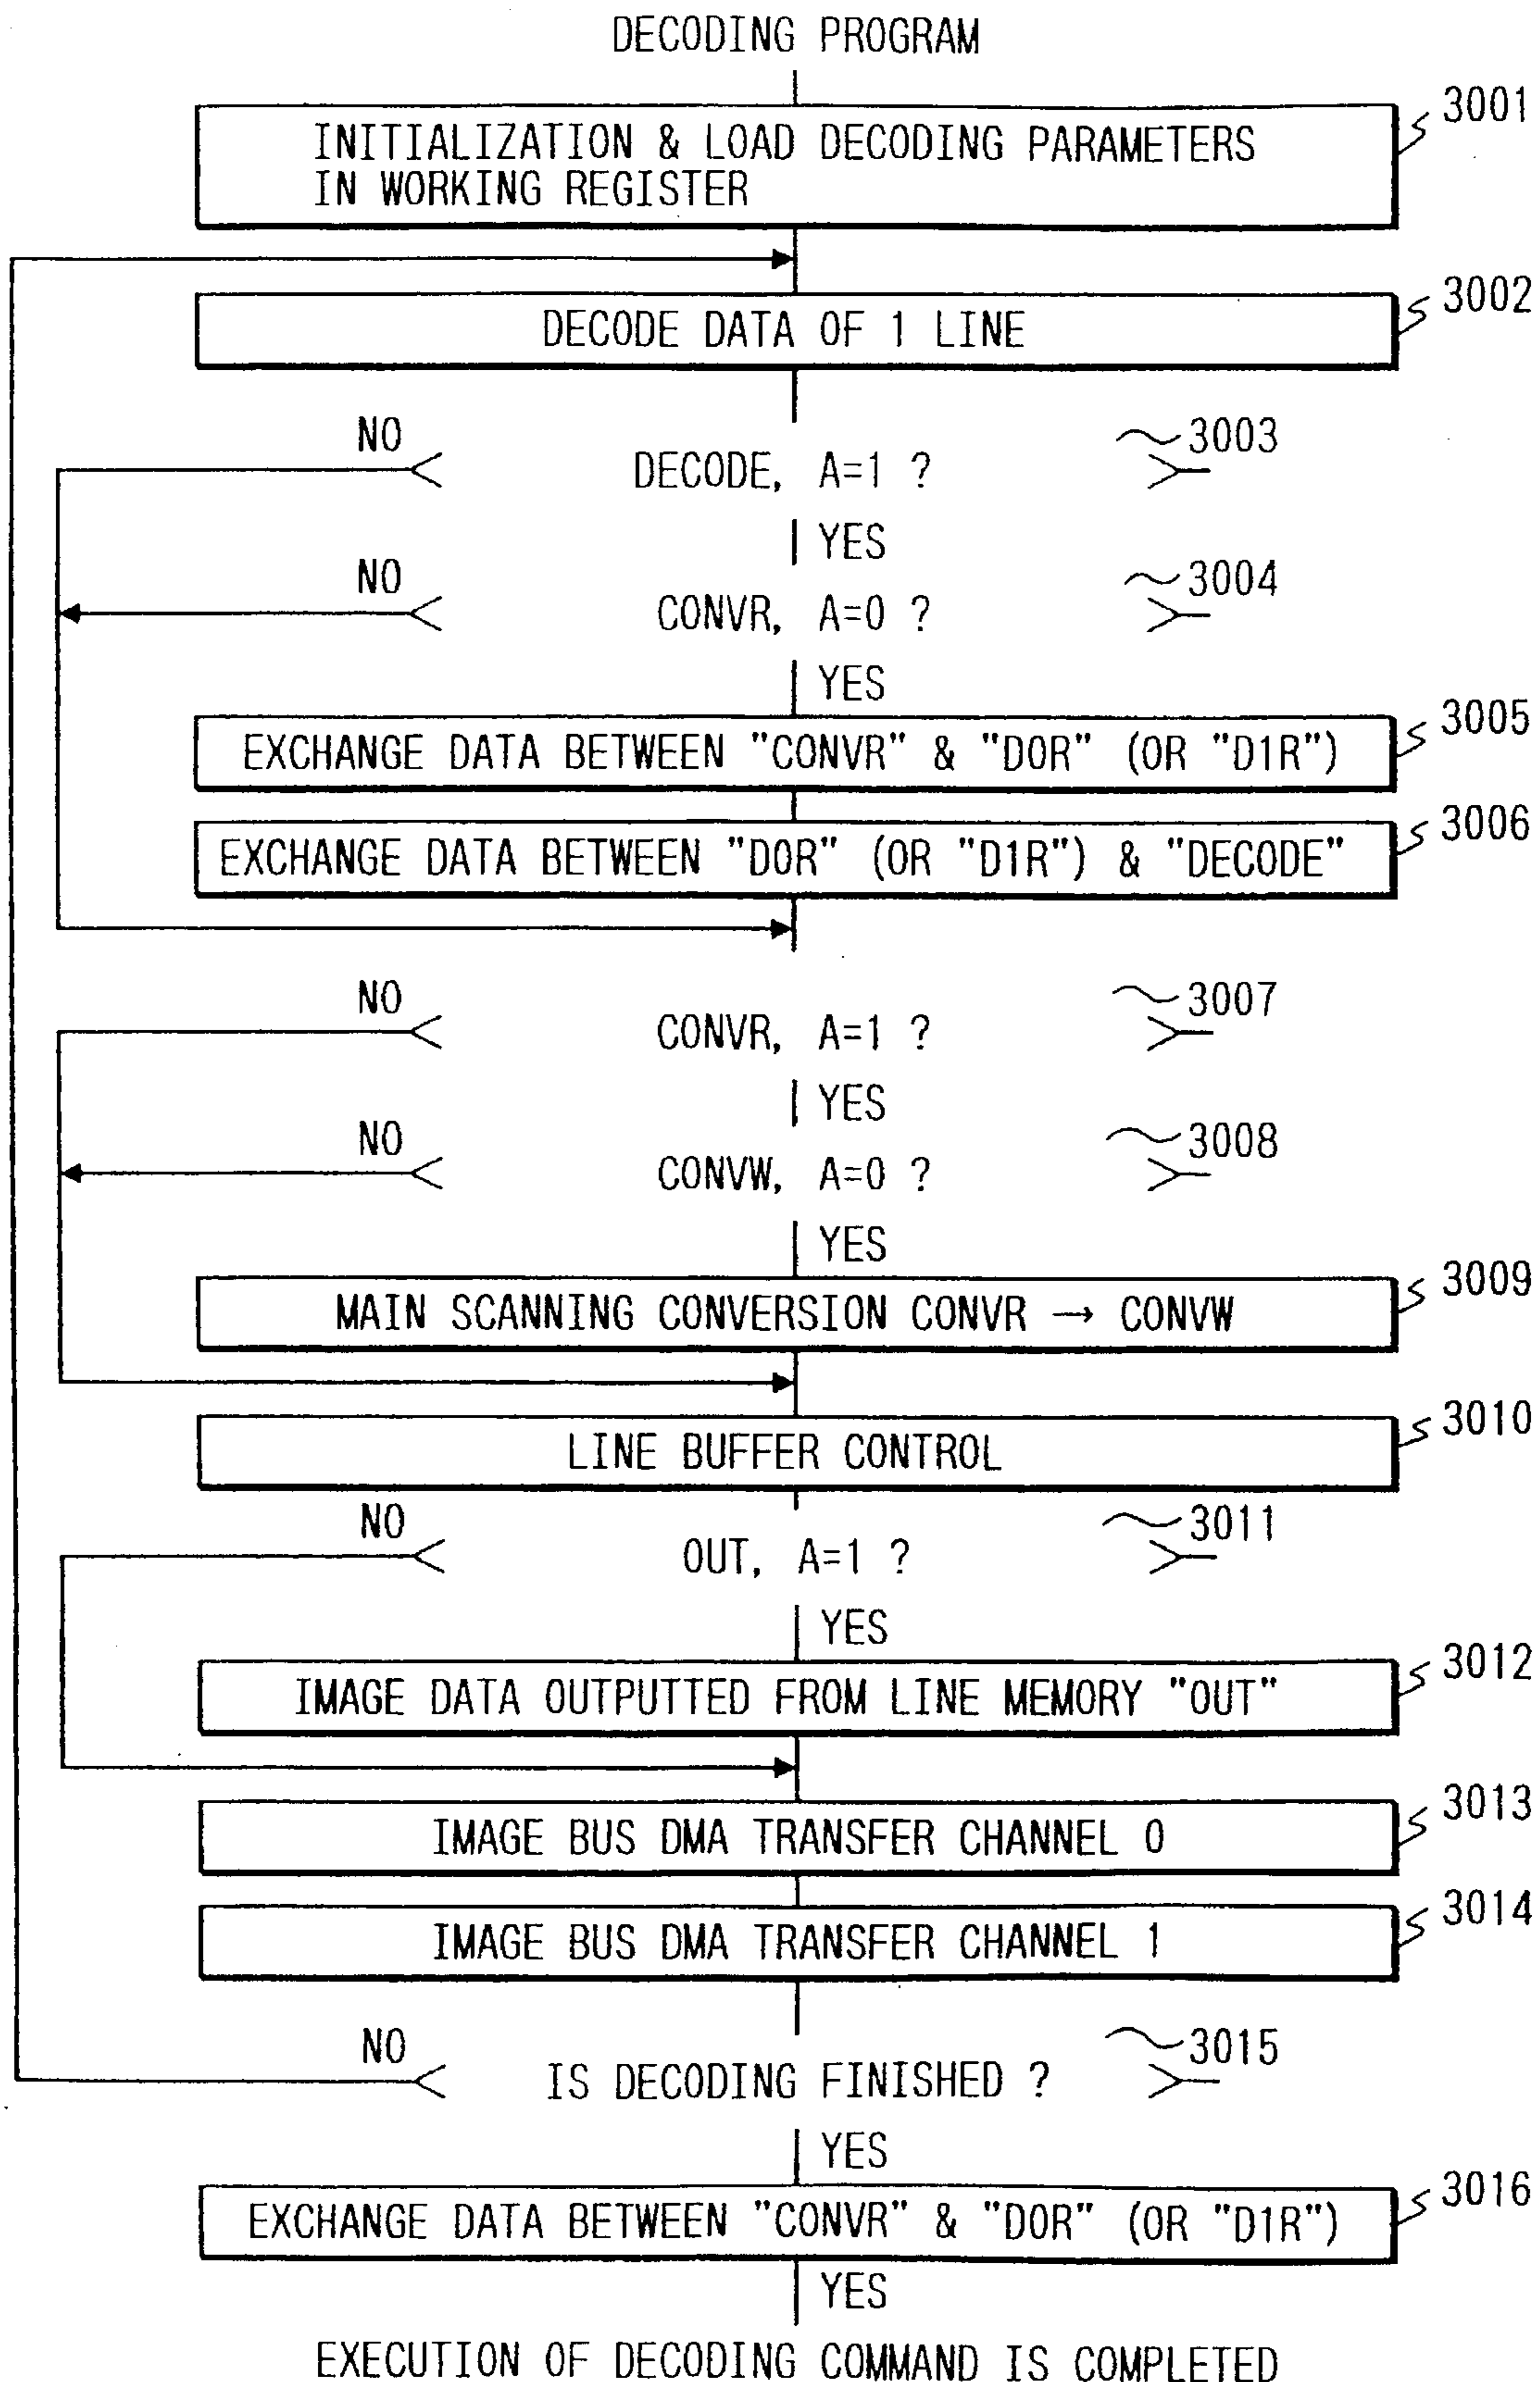 DECODING PROGRAM
3001
INITIALIZATION & LOAD DECODING PARAMETERS
IN WORKING REGISTER
3002
DECODE DATA OF 1 LINE
NO
3003
DECODE, A=1 ?
YES
NO
3004
CONVR, A=0 ?
YES
3005
EXCHANGE DATA BETWEEN "CONVR" & "D0R" (OR "D1R")
3006
EXCHANGE DATA BETWEEN "D0R" (OR "D1R") & "DECODE"
NO
3007
CONVR, A=1 ?
YES
NO
3008
CONVW, A=0 ?
YES
3009
MAIN SCANNING CONVERSION CONVR → CONVW
3010
LINE BUFFER CONTROL
NO
3011
OUT, A=1 ?
YES
3012
IMAGE DATA OUTPUTTED FROM LINE MEMORY "OUT"
3013
IMAGE BUS DMA TRANSFER CHANNEL 0
3014
IMAGE BUS DMA TRANSFER CHANNEL 1
NO
3015
IS DECODING FINISHED ?
YES
3016
EXCHANGE DATA BETWEEN "CONVR" & "D0R" (OR "D1R")
YES
EXECUTION OF DECODING COMMAND IS COMPLETED